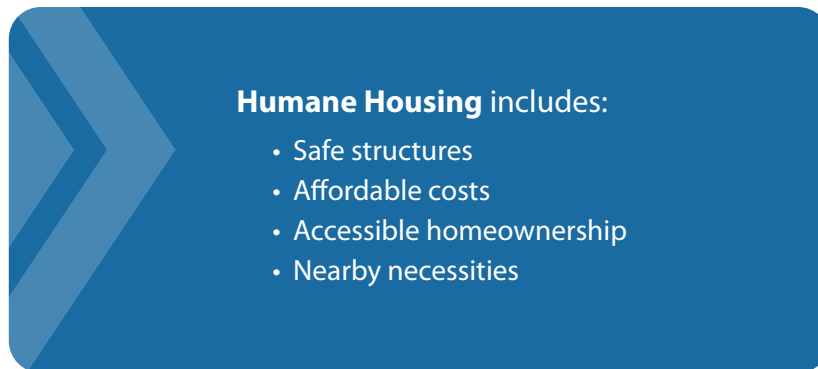 Humane Housing includes:
• Safe structures
• Affordable costs
• Accessible homeownership
• Nearby necessities